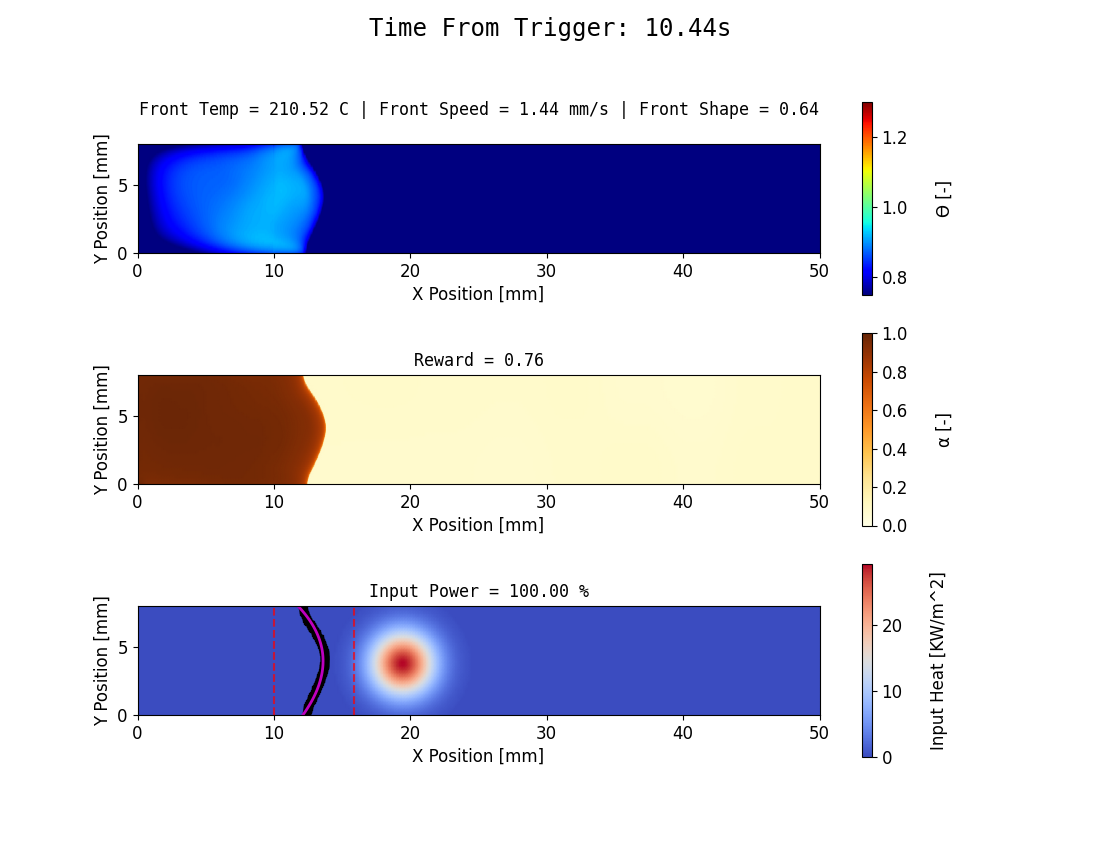 Time From Trigger: 10.44s
Front Temp = 210.52 C | Front Speed = 1.44 mm/s | Front Shape = 0.64
Y Position [mm]
5
0
0 10 20 30 40 50
X Position [mm]
1.2
1.0
0.8
Θ [-]
Reward = 0.76
Y Position [mm]
5
0
0 10 20 30 40 50
X Position [mm]
1.0
0.8
0.6
0.4
0.2
0.0
α [-]
Input Power = 100.00 %
Y Position [mm]
5
0
0 10 20 30 40 50
X Position [mm]
20
10
0
Input Heat [KW/m^2]